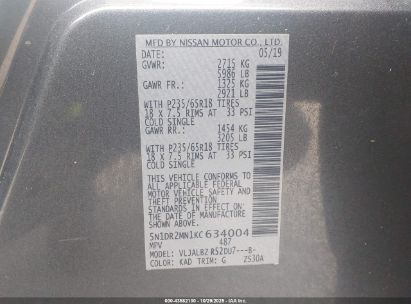 MFD BY NISSAN MOTOR CO., LTD.
DATE: 05/19
GVWR: 2715 KG
5986 LB
GAWR FR.: 1325 KG
2921 LB
WITH P235/65R18 TIRES
18 X 7.5 RIMS AT 33 PSI
COLD SINGLE
GAWR RR.: 1454 KG
3205 LB
WITH P235/65R18 TIRES
18 X 7.5 RIMS AT 33 PSI
COLD SINGLE
THIS VEHICLE CONFORMS TO ALL
APPLICABLE U.S. FEDERAL
MOTOR VEHICLE SAFETY AND
THEFT PREVENTION STANDARDS
IN EFFECT ON THE DATE OF
MANUFACTURE SHOWN ABOVE.
5N1DR2MN1KC634004
MPV 487
MODEL: VLJALBZ R52DU7---B-
COLOR: KAD TRIM: G ZS30A